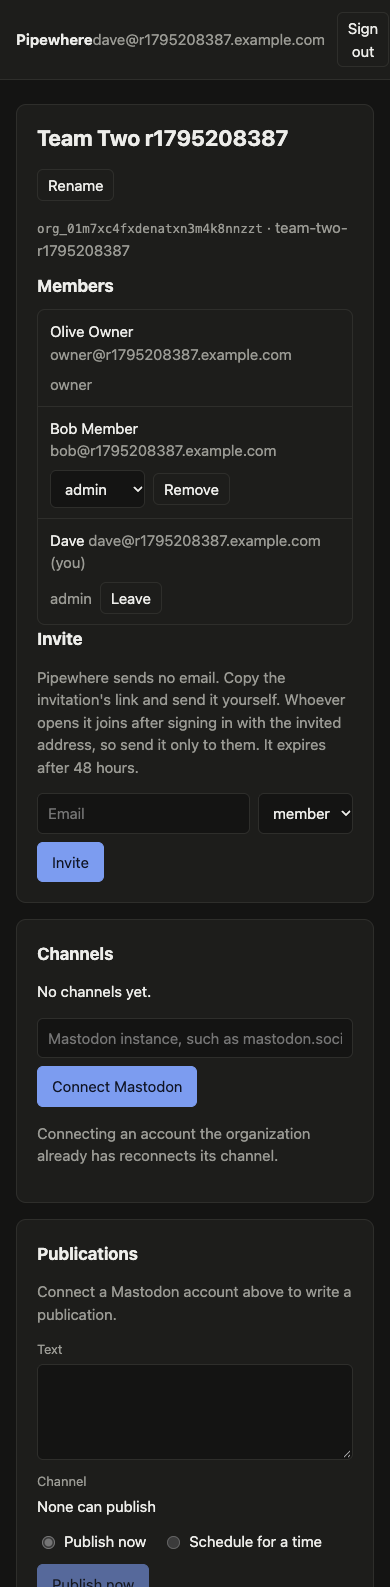 Pipewhere dave@r1795208387.example.com Sign out
Team Two r1795208387
Rename
org_01m7xc4fxdenatxn3m4k8nnzzt · team-two-
r1795208387
Members
Olive Owner
owner@r1795208387.example.com
owner
Bob Member
bob@r1795208387.example.com
admin Remove
Dave dave@r1795208387.example.com
(you)
admin Leave
Invite
Pipewhere sends no email. Copy the
invitation's link and send it yourself. Whoever
opens it joins after signing in with the invited
address, so send it only to them. It expires
after 48 hours.
Email member
Invite
Channels
No channels yet.
Mastodon instance, such as mastodon.soci
Connect Mastodon
Connecting an account the organization
already has reconnects its channel.
Publications
Connect a Mastodon account above to write a
publication.
Text
Channel
None can publish
Publish now Schedule for a time
Publish now